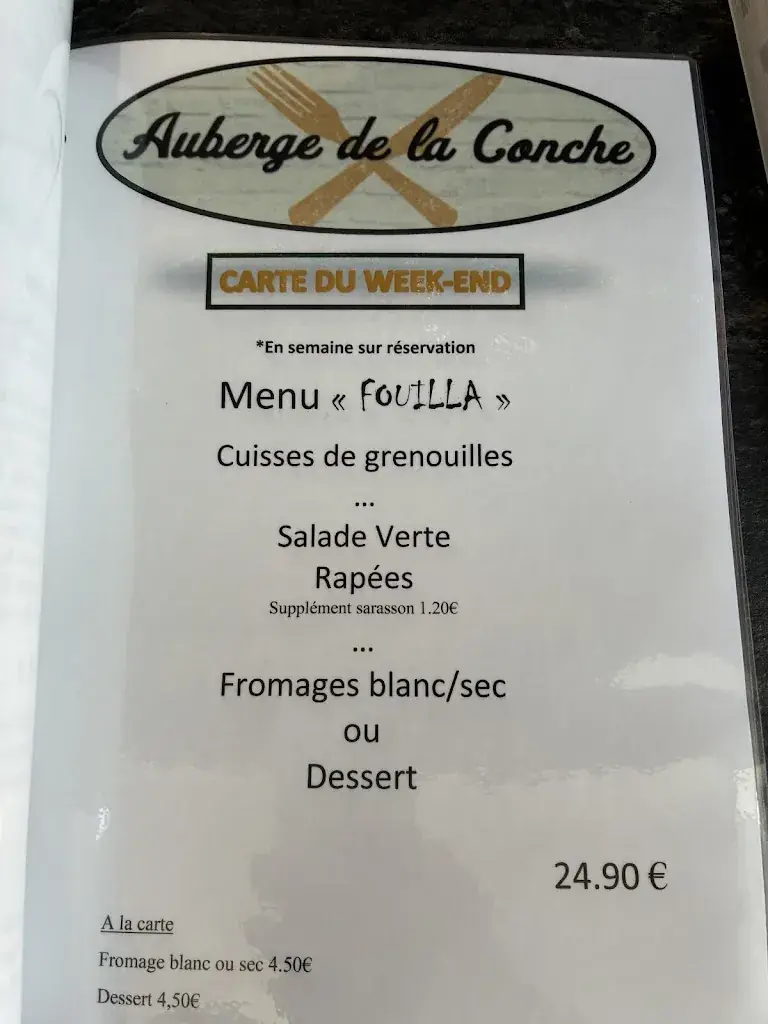 Auberge de la Conche
CARTE DU WEEK-END
*En semaine sur réservation
Menu « FOUILLA »
Cuisses de grenouilles
...
Salade Verte
Rapées
Supplément sarasson 1.20€
...
Fromages blanc/sec
ou
Dessert
24.90 €
A la carte
Fromage blanc ou sec 4.50€
Dessert 4,50€